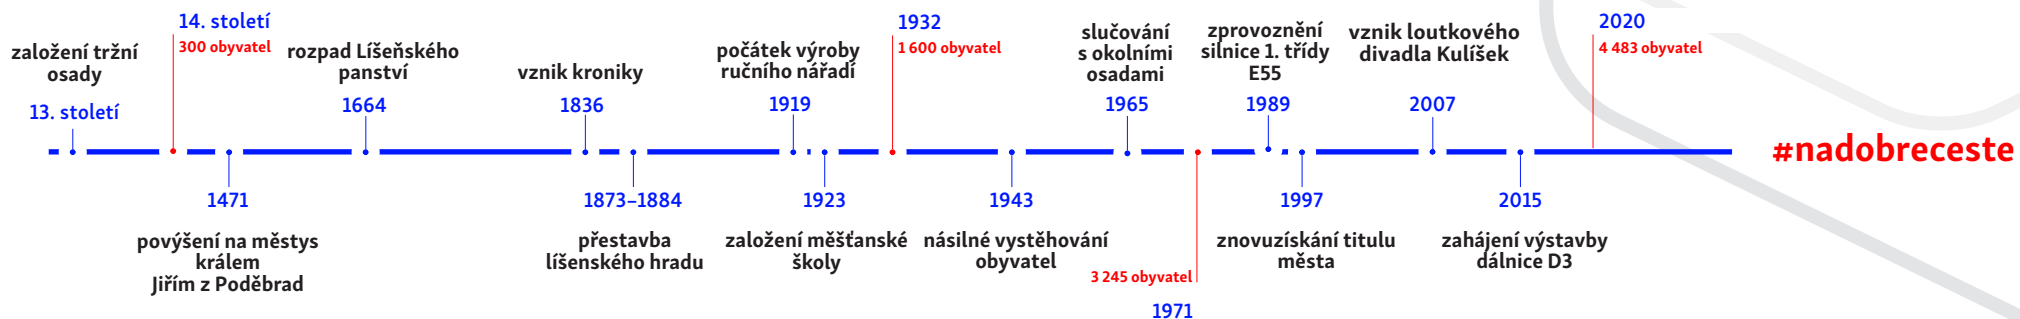 založení tržní
osady
13. století
14. století
300 obyvatel
povýšení na městys
králem
Jiřím z Poděbrad
1471
rozpad Líšeňského
panství
1664
vznik kroniky
1836
1873–1884
přestavba
líšenského hradu
počátek výroby
ručního nářadí
1919
1923
založení měšťanské
školy
1932
1 600 obyvatel
1943
násilné vystěhování
obyvatel
slučování
s okolními
osadami
1965
3 245 obyvatel
1971
zprovoznění
silnice 1. třídy
E55
1989
1997
znovuzískání titulu
města
vznik loutkového
divadla Kulíšek
2007
2015
zahájení výstavby
dálnice D3
2020
4 483 obyvatel
#nadobreceste